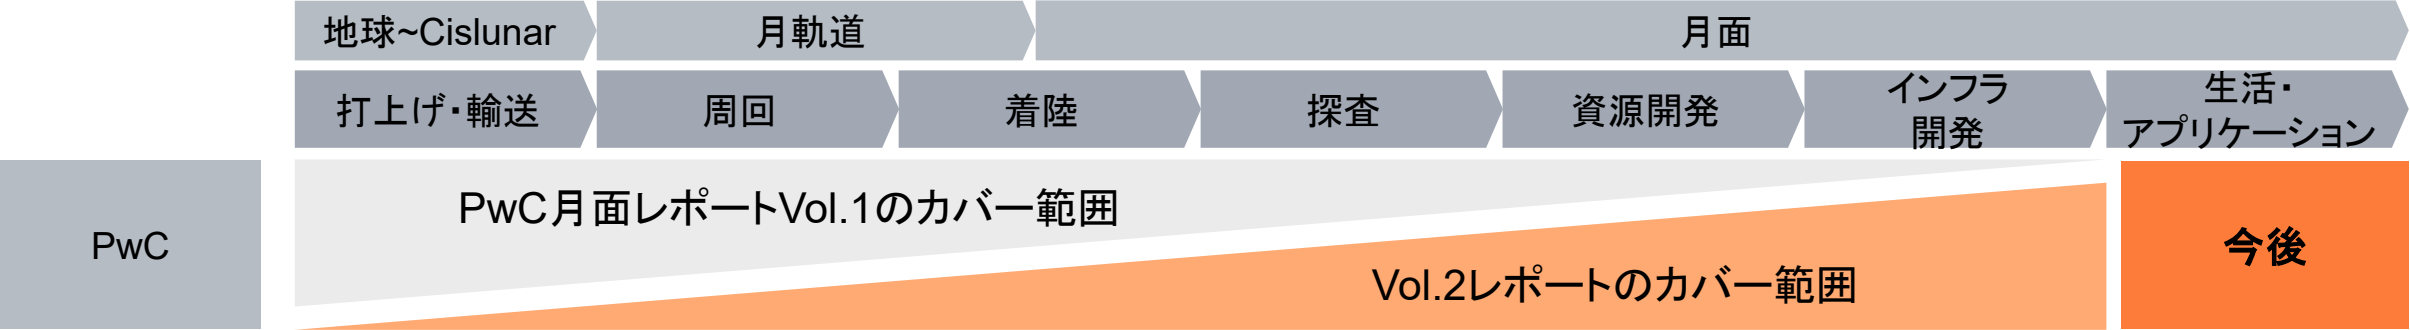 地球~Cislunar
月軌道
月面
打上げ・輸送
周回
着陸
探査
資源開発
インフラ
開発
生活・
アプリケーション
PwC
PwC月面レポートVol.1のカバー範囲
Vol.2レポートのカバー範囲
今後